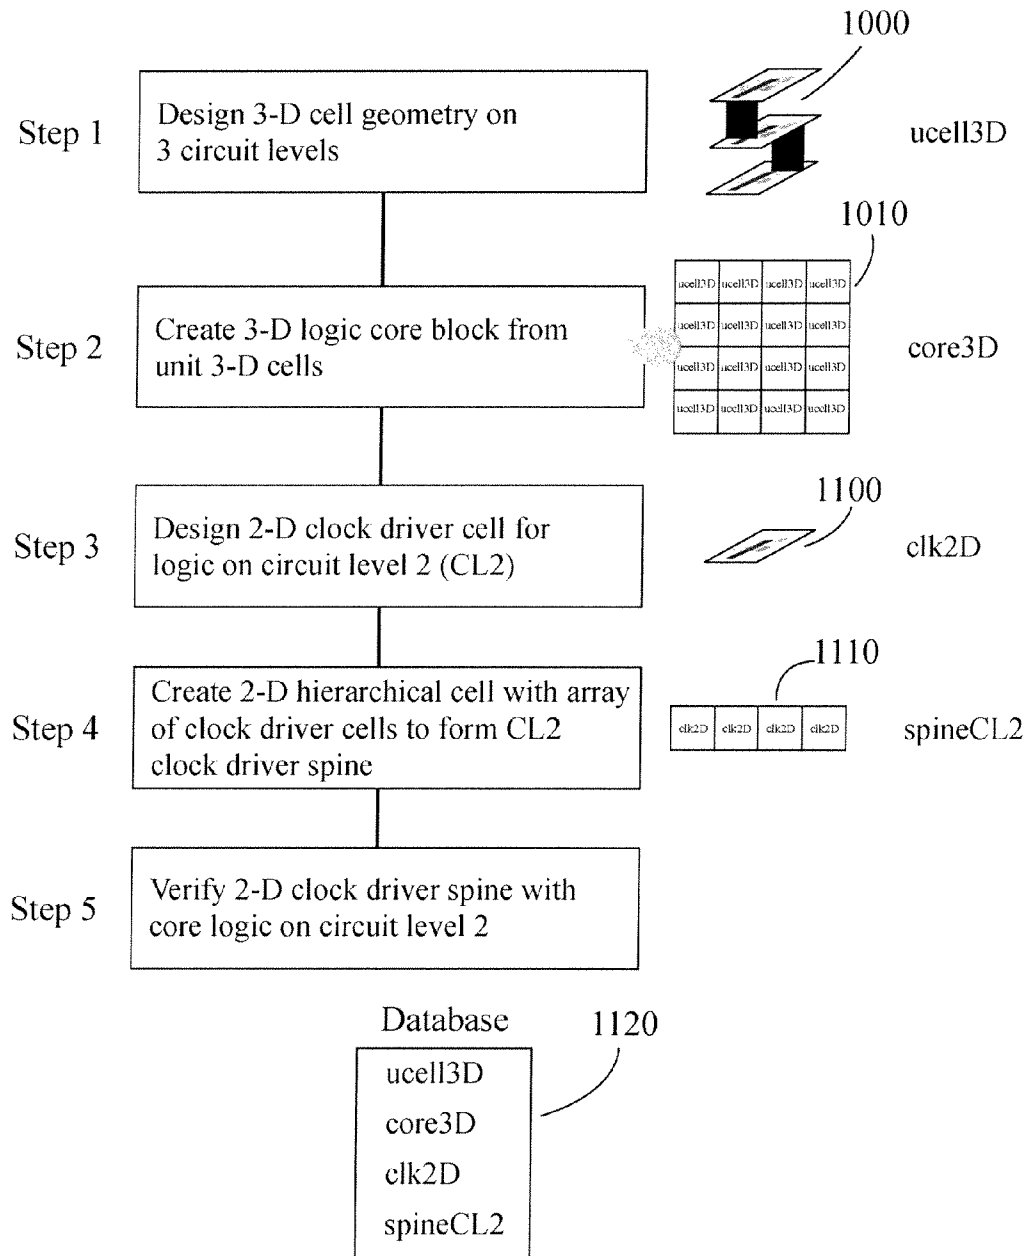 1000
Step 1
Design 3-D cell geometry on
3 circuit levels
ucell3D
1010
Step 2
Create 3-D logic core block from
unit 3-D cells
ucell3D ucell3D ucell3D ucell3D
ucell3D ucell3D ucell3D ucell3D
ucell3D ucell3D ucell3D ucell3D
ucell3D ucell3D ucell3D ucell3D
core3D
1100
Step 3
Design 2-D clock driver cell for
logic on circuit level 2 (CL2)
clk2D
1110
Step 4
Create 2-D hierarchical cell with array
of clock driver cells to form CL2
clock driver spine
clk2D clk2D clk2D clk2D
spineCL2
Step 5
Verify 2-D clock driver spine with
core logic on circuit level 2
Database
1120
ucell3D
core3D
clk2D
spineCL2